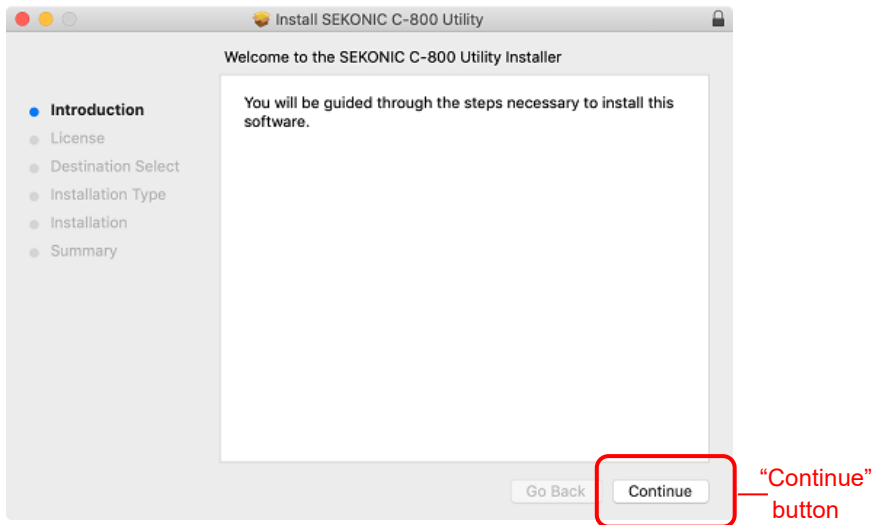 Install SEKONIC C-800 Utility
Welcome to the SEKONIC C-800 Utility Installer
Introduction
License
Destination Select
Installation Type
Installation
Summary
You will be guided through the steps necessary to install this
software.
Go Back
Continue
“Continue”
button